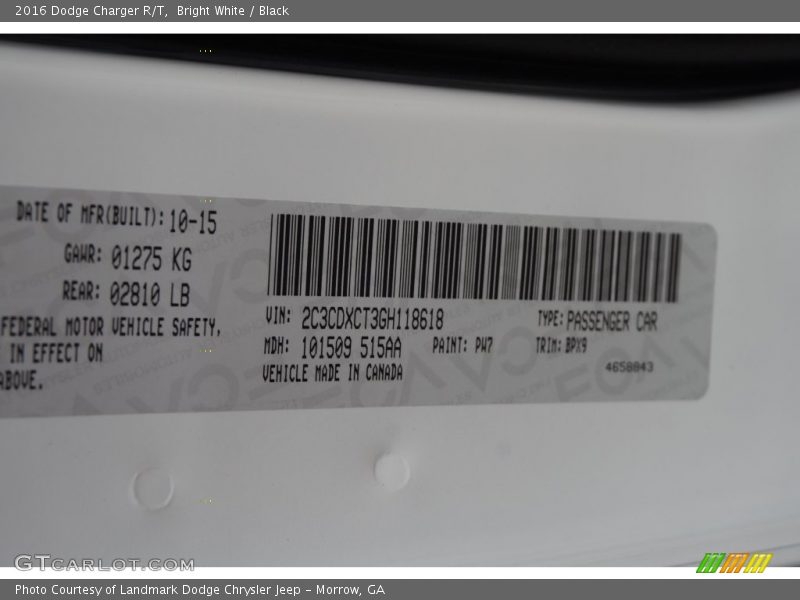 2016 Dodge Charger R/T, Bright White / Black
DATE OF MFR(BUILT): 10-15
GAWR: 01275 KG
REAR: 02810 LB
FEDERAL MOTOR VEHICLE SAFETY,
IN EFFECT ON
ABOVE.
VIN: 2C3CDXCT3GH118618
TYPE: PASSENGER CAR
MDH: 101509 515AA
PAINT: PW7
TRIM: BPX9
VEHICLE MADE IN CANADA
4658843
GTCARLOT.COM
Photo Courtesy of Landmark Dodge Chrysler Jeep – Morrow, GA